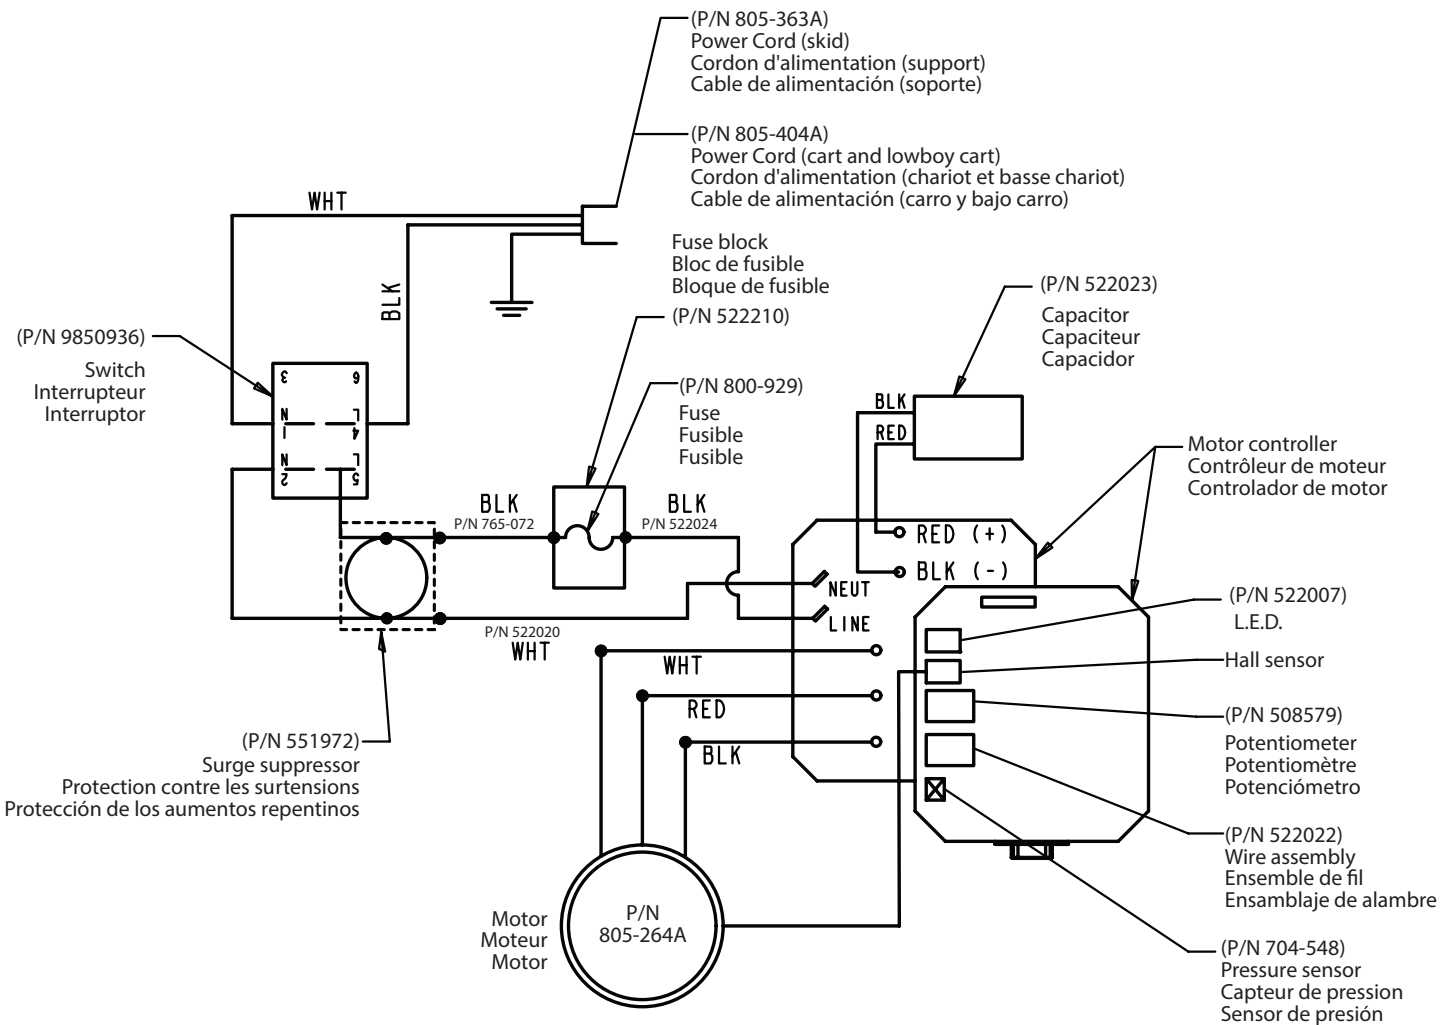 (P/N 805-363A)
Power Cord (skid)
Cordon d'alimentation (support)
Cable de alimentación (soporte)
(P/N 805-404A)
Power Cord (cart and lowboy cart)
Cordon d'alimentation (chariot et basse chariot)
Cable de alimentación (carro y bajo carro)
WHT
BLK
Fuse block
Bloc de fusible
Bloque de fusible
(P/N 522210)
(P/N 522023)
Capacitor
Capaciteur
Capacidor
(P/N 9850936)
Switch
Interrupteur
Interruptor
3 6
N L
1 4
N L
2 5
(P/N 800-929)
Fuse
Fusible
Fusible
BLK
RED
Motor controller
Contrôleur de moteur
Controlador de motor
BLK
P/N 765-072
BLK
P/N 522024
RED (+)
BLK (-)
NEUT
LINE
(P/N 522007)
L.E.D.
P/N 522020
WHT
WHT
Hall sensor
RED
(P/N 508579)
Potentiometer
Potentiomètre
Potenciómetro
BLK
(P/N 551972)
Surge suppressor
Protection contre les surtensions
Protección de los aumentos repentinos
(P/N 522022)
Wire assembly
Ensemble de fil
Ensamblaje de alambre
Motor
Moteur
Motor
P/N
805-264A
(P/N 704-548)
Pressure sensor
Capteur de pression
Sensor de presión